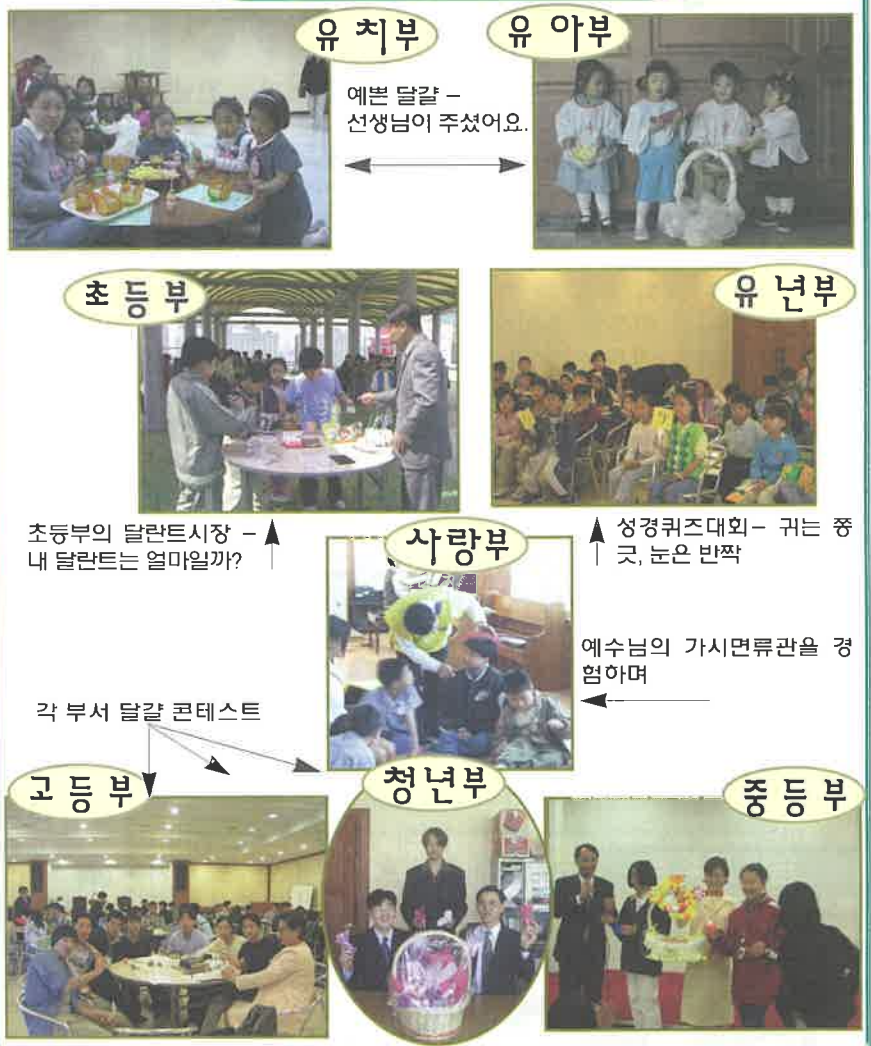 유 치부
유 아부
예쁜 달걀 –
선생님이 주셨어요.
초 등 부
유 년부
초등부의 달란트시장 –
내 달란트는 얼마일까?
성경퀴즈대회– 귀는 쫑
긋, 눈은 반짝
사랑부
예수님의 가시면류관을 경
험하며
각 부서 달걀 콘테스트
고 등 부
청년부
중 등 부